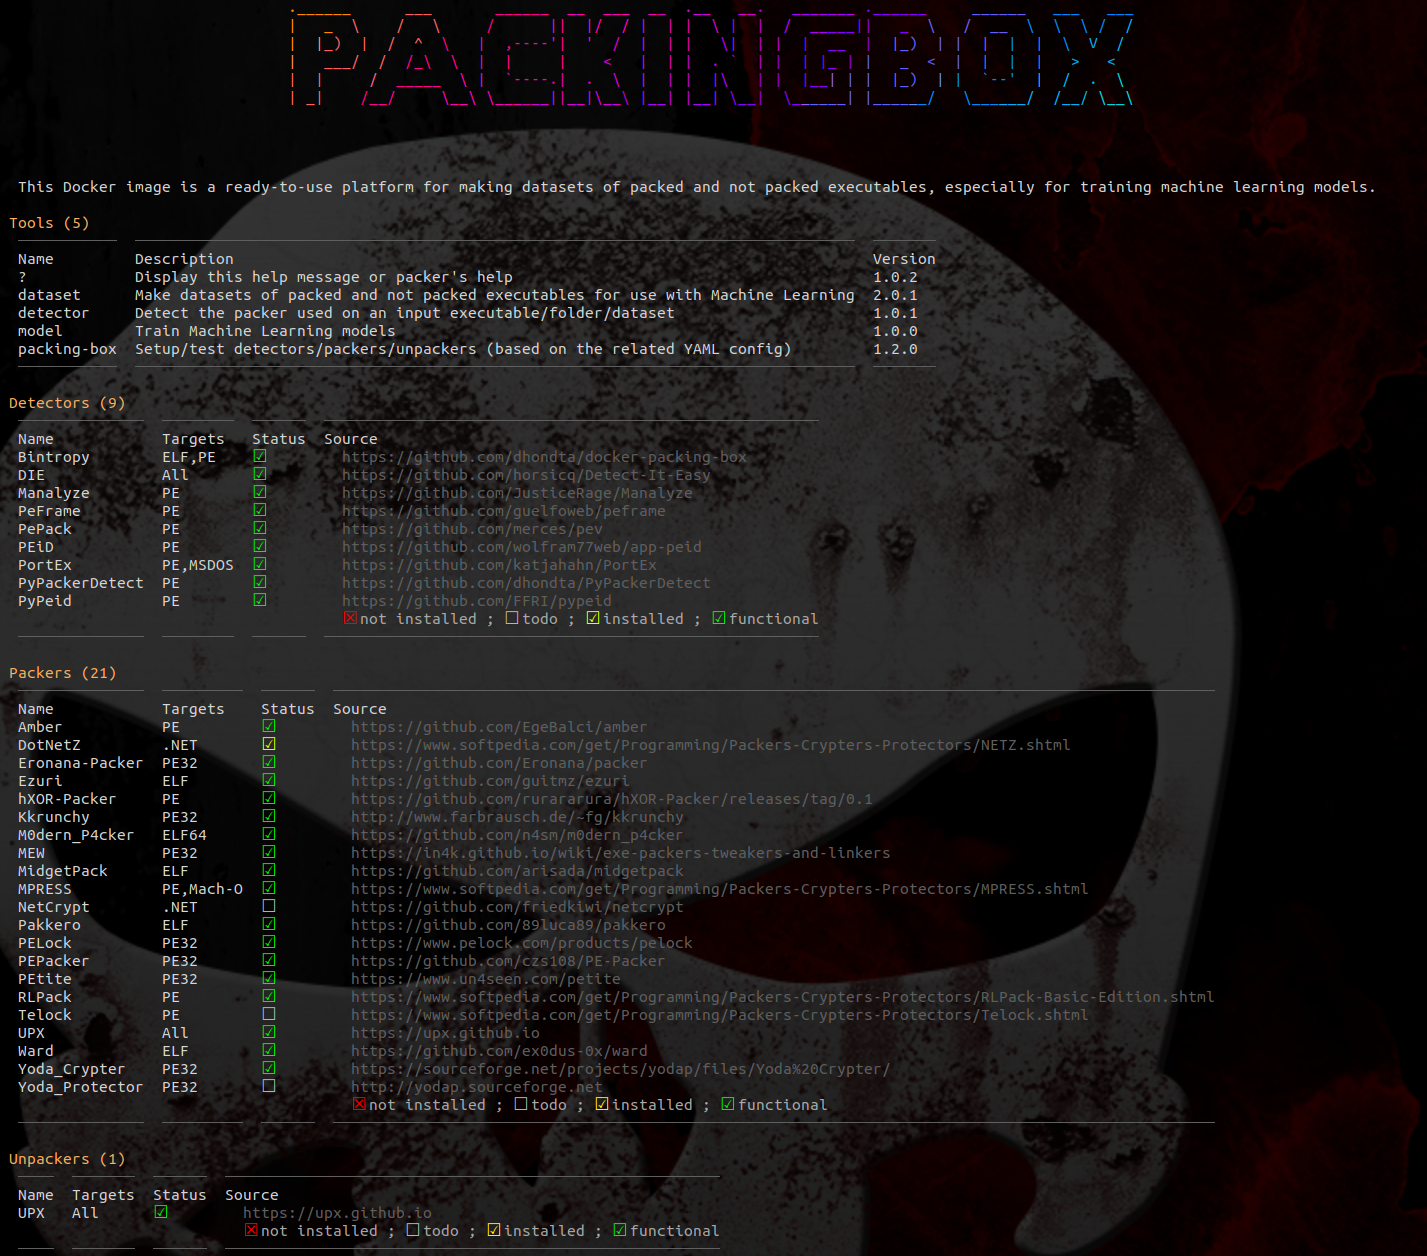 PACKINGBOX
This Docker image is a ready-to-use platform for making datasets of packed and not packed executables, especially for training machine learning models.
Tools (5)
Name Description Version
? Display this help message or packer's help 1.0.2
dataset Make datasets of packed and not packed executables for use with Machine Learning 2.0.1
detector Detect the packer used on an input executable/folder/dataset 1.0.1
model Train Machine Learning models 1.0.0
packing-box Setup/test detectors/packers/unpackers (based on the related YAML config) 1.2.0
Detectors (9)
Name Targets Status Source
Bintropy ELF,PE ☑ https://github.com/dhondta/docker-packing-box
DIE All ☑ https://github.com/horsicq/Detect-It-Easy
Manalyze PE ☑ https://github.com/JusticeRage/Manalyze
PeFrame PE ☑ https://github.com/guelfoweb/peframe
PePack PE ☑ https://github.com/merces/pev
PEiD PE ☑ https://github.com/wolfram77web/app-peid
PortEx PE,MSDOS ☑ https://github.com/katjahahn/PortEx
PyPackerDetect PE ☑ https://github.com/dhondta/PyPackerDetect
PyPeid PE ☑ https://github.com/FFRI/pypeid
☒ not installed ; ☐ todo ; ☑ installed ; ☑ functional
Packers (21)
Name Targets Status Source
Amber PE ☑ https://github.com/EgeBalci/amber
DotNetZ .NET ☑ https://www.softpedia.com/get/Programming/Packers-Crypters-Protectors/NETZ.shtml
Eronana-Packer PE32 ☑ https://github.com/Eronana/packer
Ezuri ELF ☑ https://github.com/guitmz/ezuri
hXOR-Packer PE ☑ https://github.com/rurararura/hXOR-Packer/releases/tag/0.1
Kkrunchy PE32 ☑ http://www.farbrausch.de/~fg/kkrunchy
M0dern_P4cker ELF64 ☑ https://github.com/n4sm/m0dern_p4cker
MEW PE32 ☑ https://in4k.github.io/wiki/exe-packers-tweakers-and-linkers
MidgetPack ELF ☑ https://github.com/arisada/midgetpack
MPRESS PE,Mach-O ☑ https://www.softpedia.com/get/Programming/Packers-Crypters-Protectors/MPRESS.shtml
NetCrypt .NET ☐ https://github.com/friedkiwi/netcrypt
Pakkero ELF ☑ https://github.com/89luca89/pakkero
PELock PE32 ☑ https://www.pelock.com/products/pelock
PEPacker PE32 ☑ https://github.com/czs108/PE-Packer
PEtite PE32 ☑ https://www.un4seen.com/petite
RLPack PE ☑ https://www.softpedia.com/get/Programming/Packers-Crypters-Protectors/RLPack-Basic-Edition.shtml
Telock PE ☐ https://www.softpedia.com/get/Programming/Packers-Crypters-Protectors/Telock.shtml
UPX All ☑ https://upx.github.io
Ward ELF ☑ https://github.com/ex0dus-0x/ward
Yoda_Crypter PE32 ☑ https://sourceforge.net/projects/yodap/files/Yoda%20Crypter/
Yoda_Protector PE32 ☐ http://yodap.sourceforge.net
☒ not installed ; ☐ todo ; ☑ installed ; ☑ functional
Unpackers (1)
Name Targets Status Source
UPX All ☑ https://upx.github.io
☒ not installed ; ☐ todo ; ☑ installed ; ☑ functional